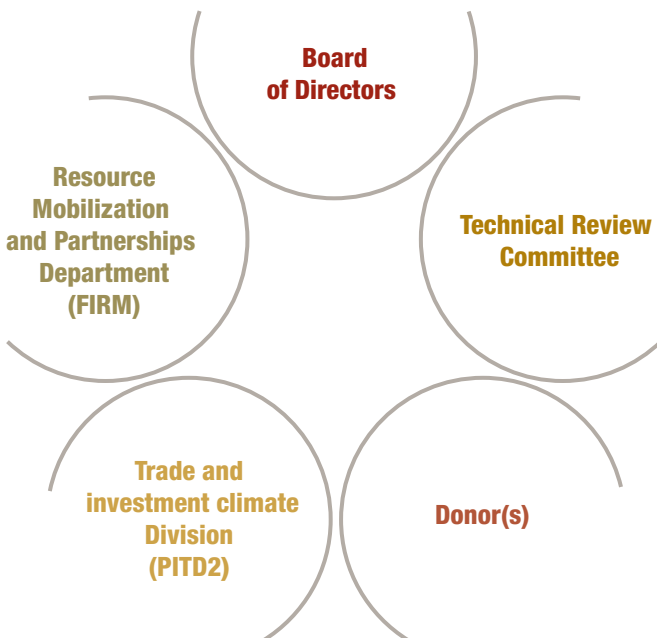 Board
of Directors
Resource
Mobilization
and Partnerships
Department
(FIRM)
Technical Review
Committee
Trade and
investment climate
Division
(PITD2)
Donor(s)